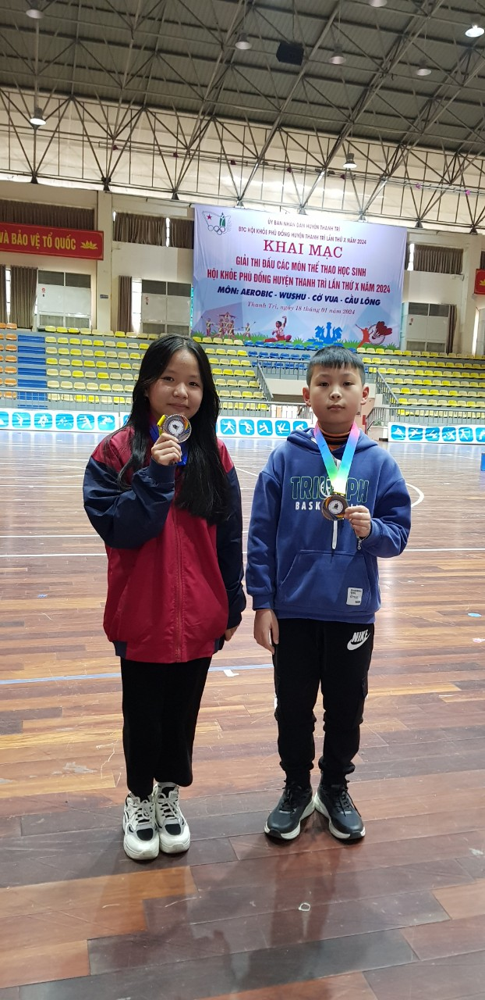 VÀ BẢO VỆ TỔ QUỐC
ỦY BAN NHÂN DÂN HUYỆN THANH TRÌ
BTC HỘI KHỎE PHÙ ĐỔNG HUYỆN THANH TRÌ LẦN THỨ X NĂM 2024
KHAI MẠC
GIẢI THI ĐẤU CÁC MÔN THỂ THAO HỌC SINH
HỘI KHỎE PHÙ ĐỔNG HUYỆN THANH TRÌ LẦN THỨ X NĂM 2024
MÔN: AEROBIC - WUSHU - CỜ VUA - CẦU LÔNG
Thanh Trì, ngày 18 tháng 01 năm 2024
TRIUMPH
BASK
NIKE